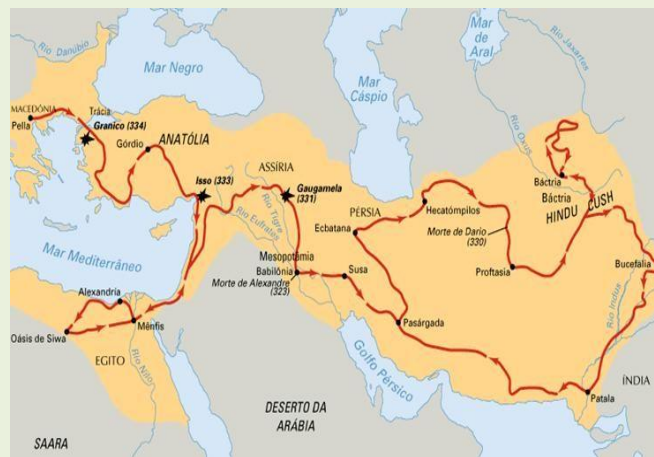 Rio Danúbio
Mar Negro
Mar
de
Aral
Rio Jaxartes
Mar
Cáspio
MACEDÔNIA
Pella
Trácia
Granico (334)
Górdio
ANATÓLIA
Isso (333)
ASSÍRIA
Gaugamela
(331)
Rio Tigre
Rio Eufrates
Mesopotâmia
Babilônia
Morte de Alexandre
(323)
Susa
PÉRSIA
Ecbatana
Hecatómpilos
Morte de Dario
(330)
Proftasia
Rio Oxus
Báctria
Báctria
HINDU CUSH
Bucefália
Rio Indus
Mar Mediterrâneo
Alexandria
Oásis de Siwa
Mênfis
EGITO
Rio Nilo
Pasárgada
Golfo Pérsico
Patala
ÍNDIA
DESERTO DA
ARÁBIA
SAARA